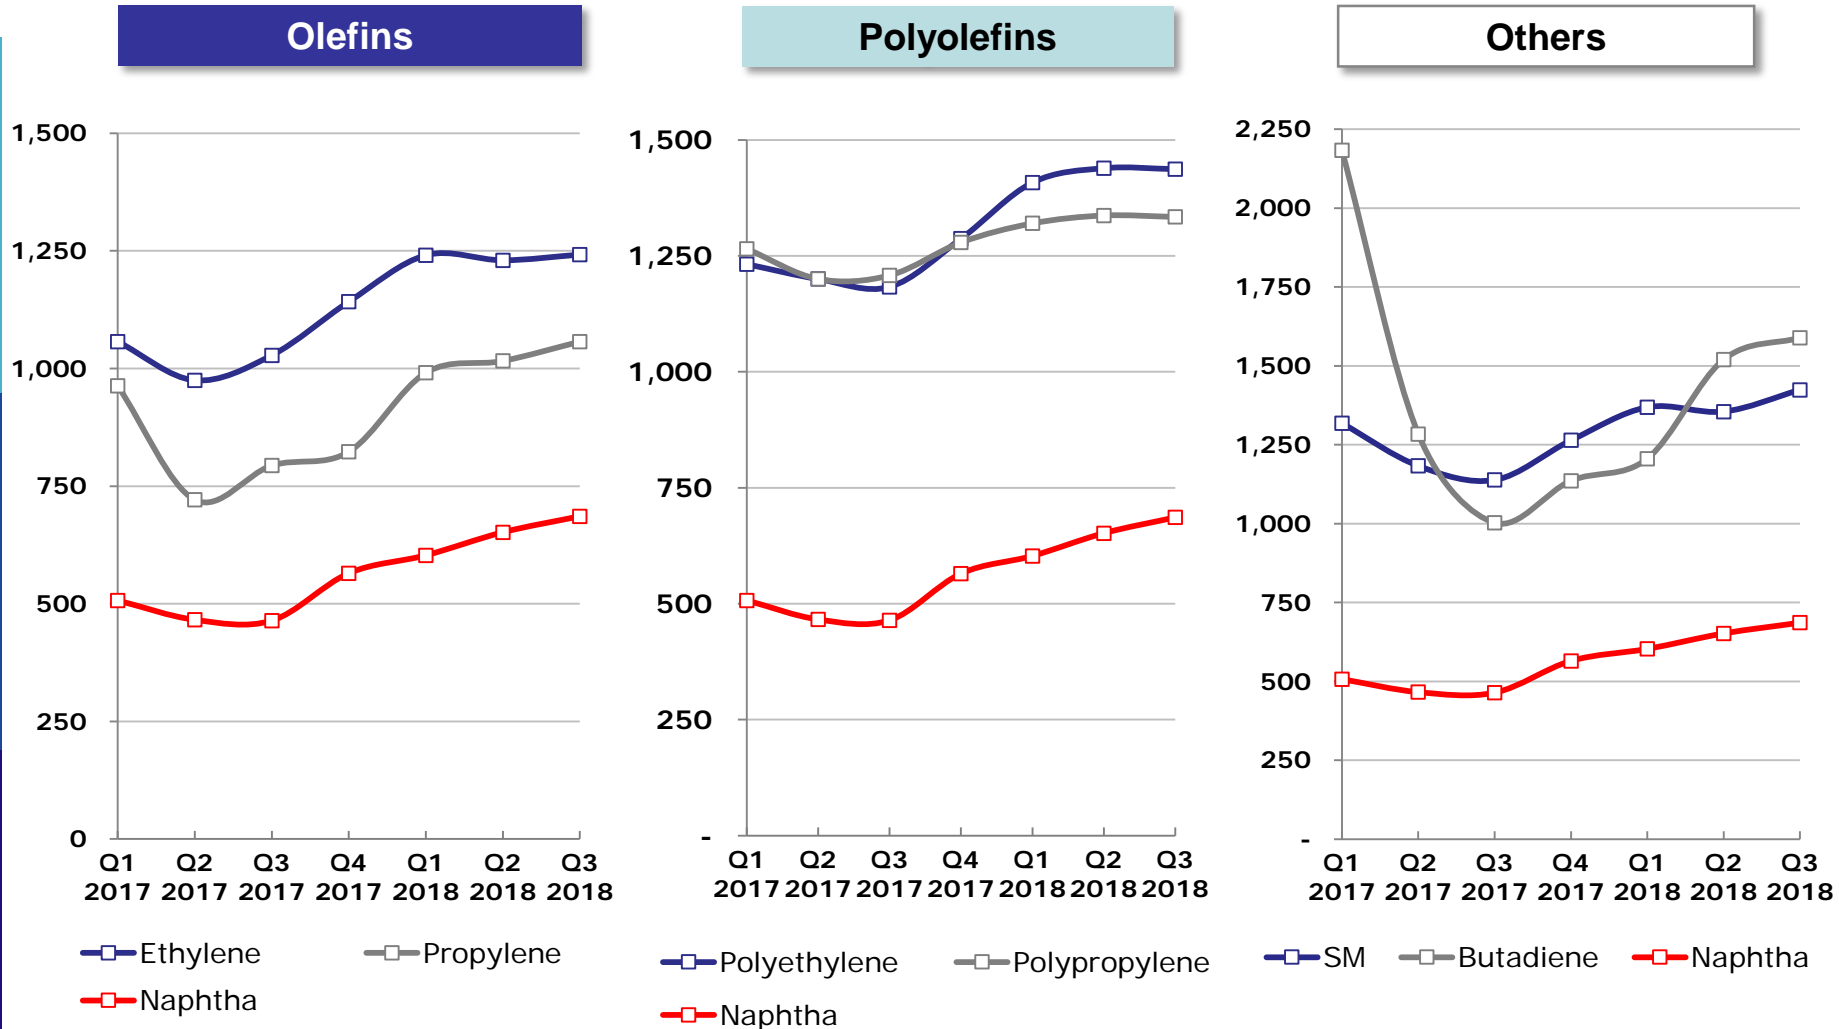 Olefins
1,500
1,250
1,000
750
500
250
0
Q1 Q2 Q3 Q4 Q1 Q2 Q3
2017 2017 2017 2017 2018 2018 2018
Ethylene Propylene
Naphtha
Polyolefins
1,500
1,250
1,000
750
500
250
-
Q1 Q2 Q3 Q4 Q1 Q2 Q3
2017 2017 2017 2017 2018 2018 2018
Polyethylene Polypropylene
Naphtha
Others
2,250
2,000
1,750
1,500
1,250
1,000
750
500
250
-
Q1 Q2 Q3 Q4 Q1 Q2 Q3
2017 2017 2017 2017 2018 2018 2018
SM Butadiene Naphtha